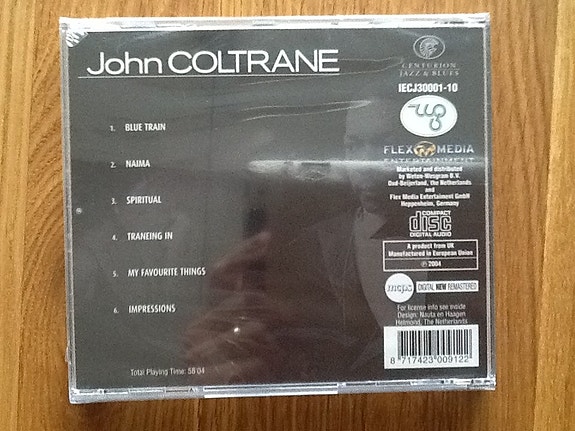 John COLTRANE
1. BLUE TRAIN
2. NAIMA
3. SPIRITUAL
4. TRANEING IN
5. MY FAVOURITE THINGS
6. IMPRESSIONS
Total Playing Time: 58'04
CENTURION
JAZZ & BLUES
IECJ30001-10
FLEX MEDIA
ENTERTAINMENT
Marketed and distributed
by Weton-Wesgram B.V.
Oud-Beijerland, The Netherlands
and
Flex Media Entertaiment GmbH
Heppenheim, Germany
COMPACT
disc
DIGITAL AUDIO
A product from UK
Manufactured in European Union
℗ 2004
mcps
DIGITAL NEW REMASTERED
For license info see inside
Design: Nauta en Haagen
Helmond, The Netherlands
8 717423 009122